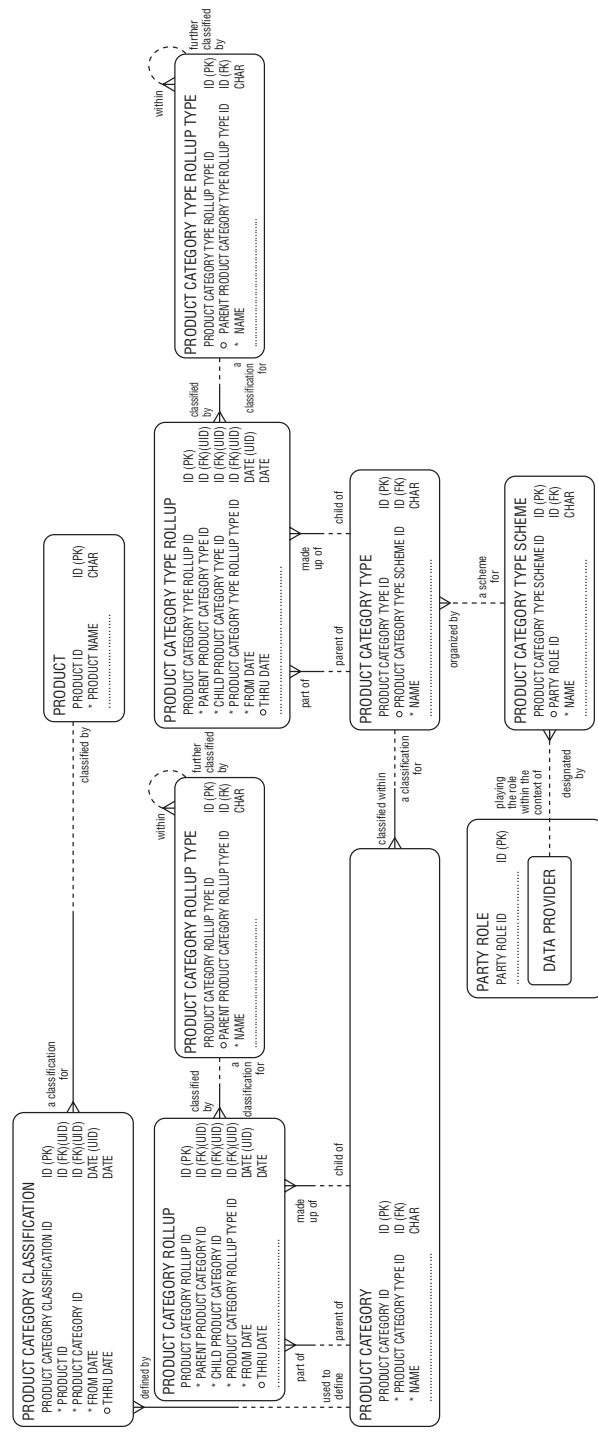 PRODUCT CATEGORY CLASSIFICATION
PRODUCT CATEGORY CLASSIFICATION ID ID (PK)
* PRODUCT ID ID (FK)(UID)
* PRODUCT CATEGORY ID ID (FK)(UID)
* FROM DATE DATE (UID)
O THRU DATE DATE
a classification
for
classified by
PRODUCT
PRODUCT ID ID (PK)
* PRODUCT NAME CHAR
defined by
used to
define
PRODUCT CATEGORY ROLLUP
PRODUCT CATEGORY ROLLUP ID ID (PK)
* PARENT PRODUCT CATEGORY ID ID (FK)(UID)
* CHILD PRODUCT CATEGORY ID ID (FK)(UID)
* PRODUCT CATEGORY ROLLUP TYPE ID ID (FK)(UID)
* FROM DATE DATE (UID)
O THRU DATE DATE
classified
by
a
classification
for
PRODUCT CATEGORY ROLLUP TYPE
PRODUCT CATEGORY ROLLUP TYPE ID ID (PK)
O PARENT PRODUCT CATEGORY ROLLUP TYPE ID ID (FK)
* NAME CHAR
within
further
classified
by
PRODUCT CATEGORY TYPE ROLLUP
PRODUCT CATEGORY TYPE ROLLUP ID ID (PK)
* PARENT PRODUCT CATEGORY TYPE ID ID (FK)(UID)
* CHILD PRODUCT CATEGORY TYPE ID ID (FK)(UID)
* PRODUCT CATEGORY TYPE ROLLUP TYPE ID ID (FK)(UID)
* FROM DATE DATE (UID)
O THRU DATE DATE
classified
by
a
classification
for
PRODUCT CATEGORY TYPE ROLLUP TYPE
PRODUCT CATEGORY TYPE ROLLUP TYPE ID ID (PK)
O PARENT PRODUCT CATEGORY TYPE ROLLUP TYPE ID ID (FK)
* NAME CHAR
within
further
classified
by
part of
parent of
made
up of
child of
part of
parent of
made
up of
child of
PRODUCT CATEGORY
PRODUCT CATEGORY ID ID (PK)
* PRODUCT CATEGORY TYPE ID ID (FK)
* NAME CHAR
classified within
a classification
for
PRODUCT CATEGORY TYPE
PRODUCT CATEGORY TYPE ID ID (PK)
O PRODUCT CATEGORY TYPE SCHEME ID ID (FK)
* NAME CHAR
organized by
a scheme
for
PARTY ROLE
PARTY ROLE ID ID (PK)
DATA PROVIDER
playing
the role
within the
context of
designated
by
PRODUCT CATEGORY TYPE SCHEME
PRODUCT CATEGORY TYPE SCHEME ID ID (PK)
O PARTY ROLE ID ID (FK)
* NAME CHAR